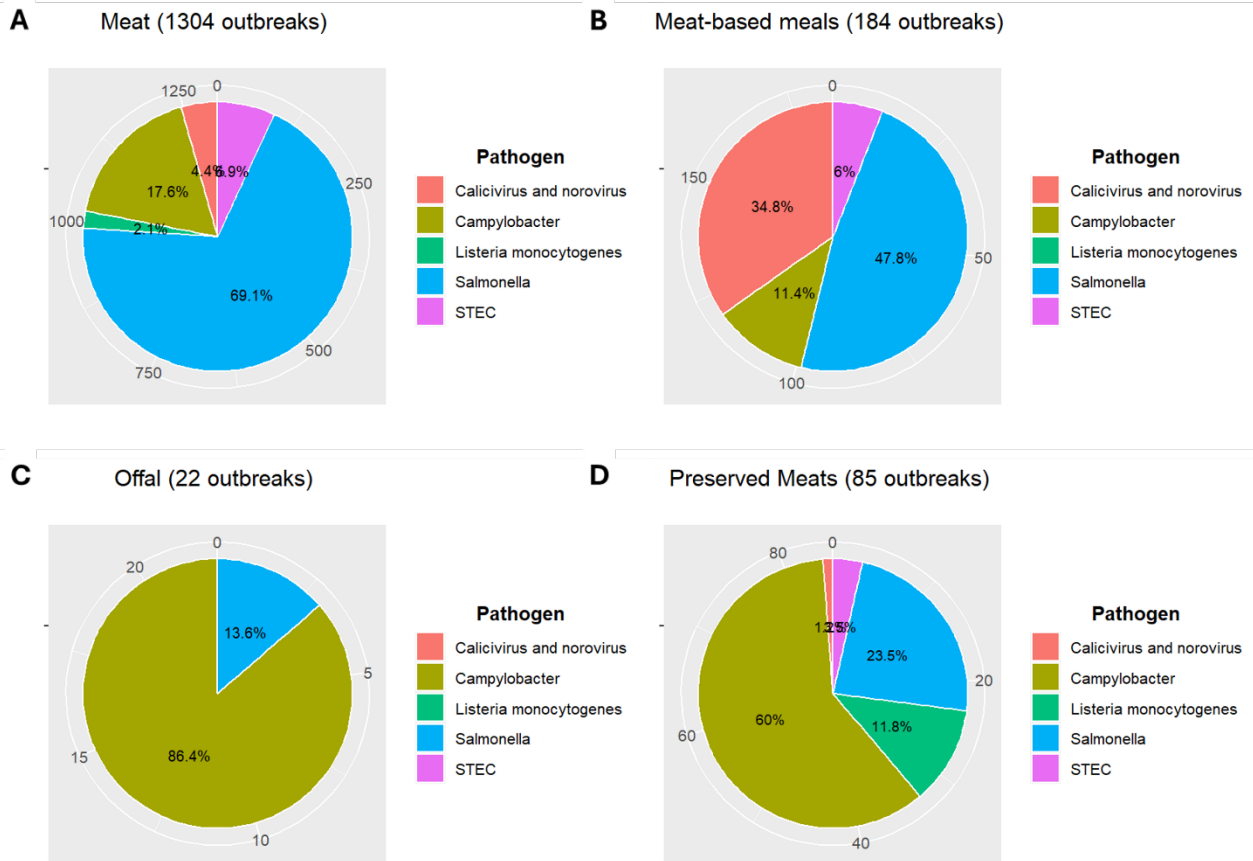 A
Meat (1304 outbreaks)
0
1250
250
1000
500
750
4.4%
6.9%
17.6%
2.1%
69.1%
Pathogen
Calicivirus and norovirus
Campylobacter
Listeria monocytogenes
Salmonella
STEC
B
Meat-based meals (184 outbreaks)
0
150
50
100
6%
34.8%
47.8%
11.4%
Pathogen
Calicivirus and norovirus
Campylobacter
Listeria monocytogenes
Salmonella
STEC
C
Offal (22 outbreaks)
0
20
5
15
10
13.6%
86.4%
Pathogen
Calicivirus and norovirus
Campylobacter
Listeria monocytogenes
Salmonella
STEC
D
Preserved Meats (85 outbreaks)
0
80
20
60
40
23.5%
60%
11.8%
Pathogen
Calicivirus and norovirus
Campylobacter
Listeria monocytogenes
Salmonella
STEC